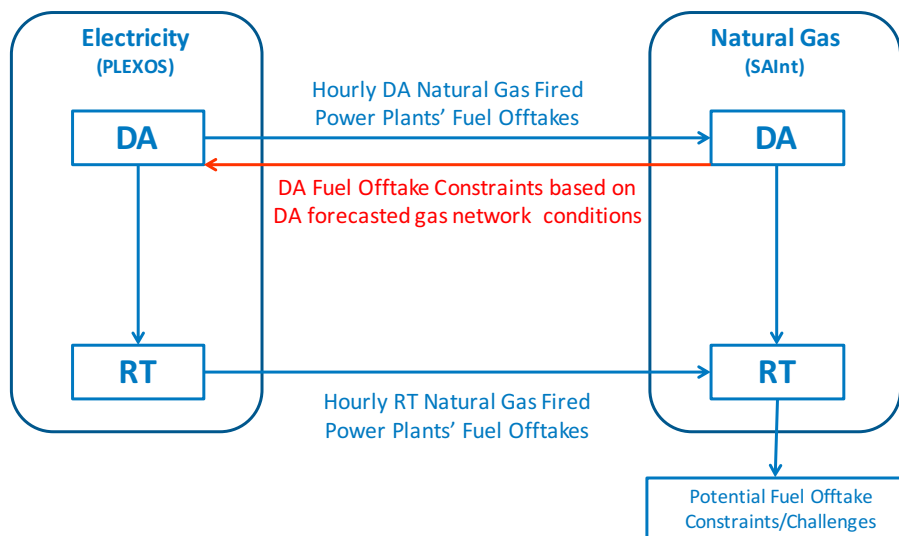 Electricity
(PLEXOS)
Natural Gas
(SAInt)
Hourly DA Natural Gas Fired
Power Plants' Fuel Offtakes
DA
DA
DA Fuel Offtake Constraints based on
DA forecasted gas network conditions
RT
RT
Hourly RT Natural Gas Fired
Power Plants' Fuel Offtakes
Potential Fuel Offtake
Constraints/Challenges